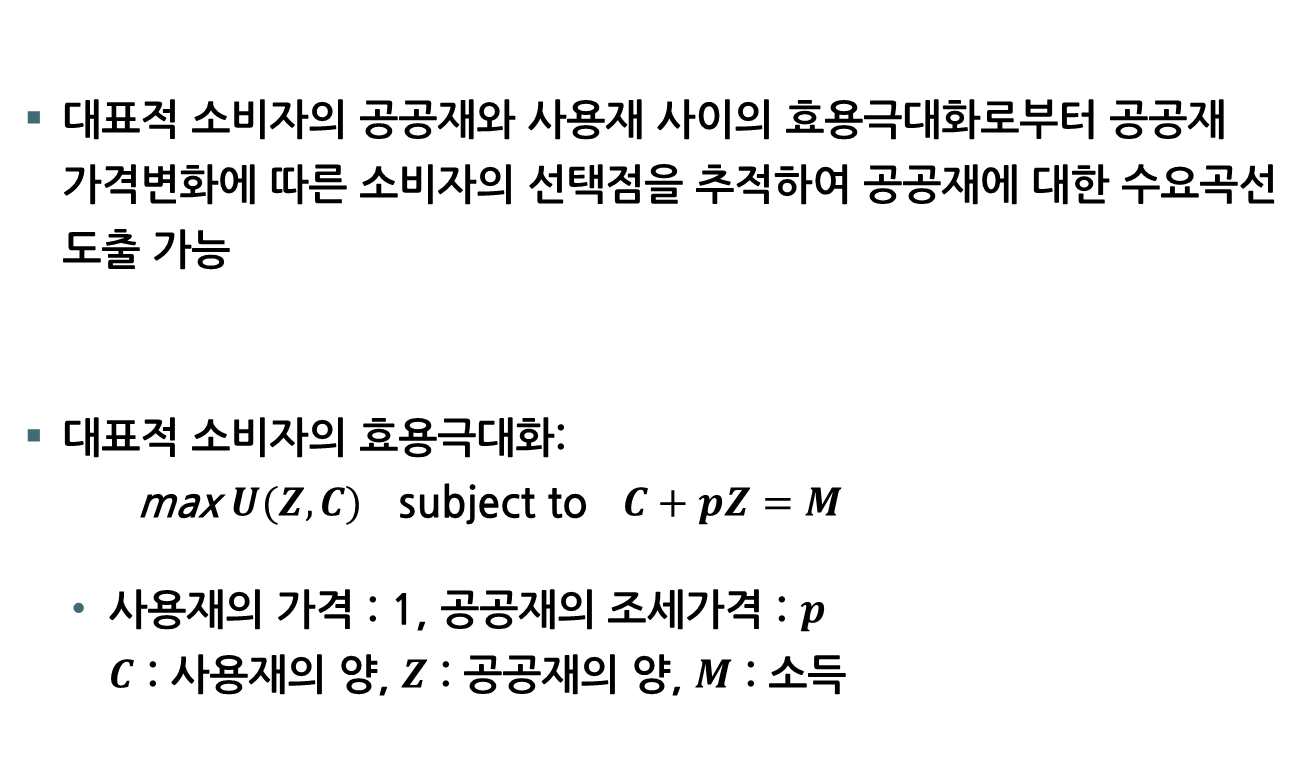 ▪ 대표적 소비자의 공공재와 사용재 사이의 효용극대화로부터 공공재
가격변화에 따른 소비자의 선택점을 추적하여 공공재에 대한 수요곡선
도출 가능
▪ 대표적 소비자의 효용극대화:
max U(Z, C) subject to C + pZ = M
• 사용재의 가격 : 1, 공공재의 조세가격 : p
C : 사용재의 양, Z : 공공재의 양, M : 소득